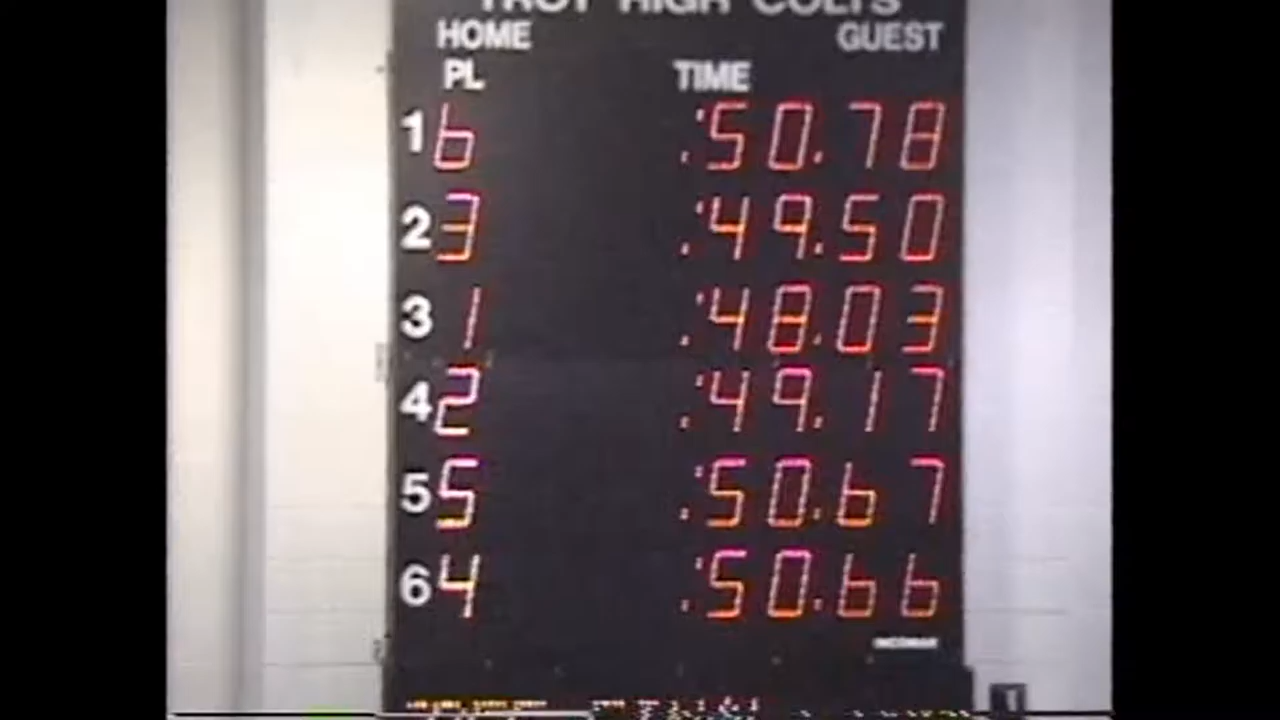 TROY HIGH COLTS
HOME GUEST
PL TIME
1 6 :50.78
2 3 :49.50
3 1 :48.03
4 2 :49.17
5 5 :50.67
6 4 :50.66